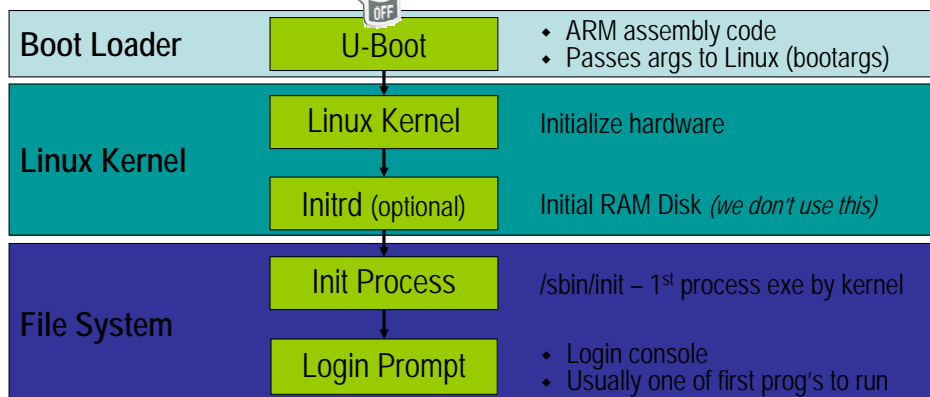 OFF
Boot Loader
U-Boot
◆ ARM assembly code
◆ Passes args to Linux (bootargs)
Linux Kernel
Linux Kernel
Initialize hardware
Initrd (optional)
Initial RAM Disk (we don't use this)
File System
Init Process
/sbin/init – 1st process exe by kernel
Login Prompt
◆ Login console
◆ Usually one of first prog's to run